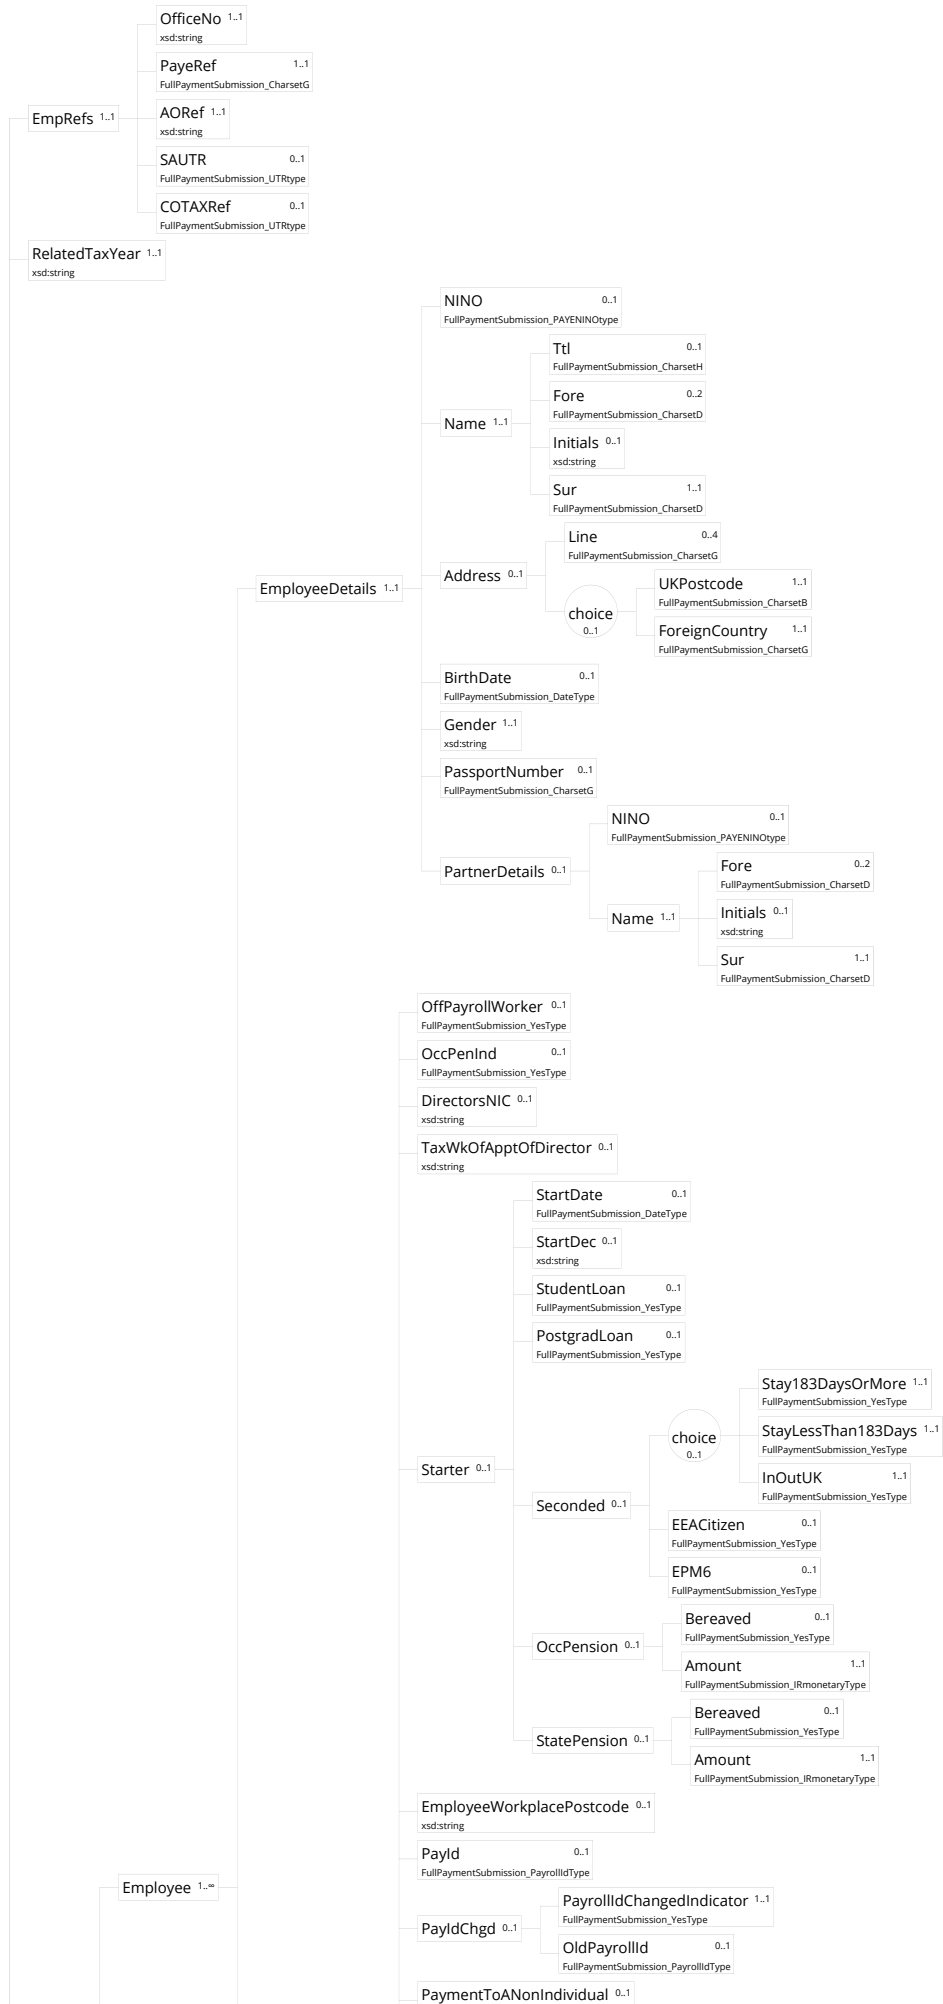 OfficeNo 1..1
xsd:string
PayeRef 1..1
FullPaymentSubmission_CharsetG
EmpRefs 1..1
AORef 1..1
xsd:string
SAUTR 0..1
FullPaymentSubmission_UTRtype
COTAXRef 0..1
FullPaymentSubmission_UTRtype
RelatedTaxYear 1..1
xsd:string
NINO 0..1
FullPaymentSubmission_PAYENINOtype
Ttl 0..1
FullPaymentSubmission_CharsetH
Fore 0..2
FullPaymentSubmission_CharsetD
Name 1..1
Initials 0..1
xsd:string
Sur 1..1
FullPaymentSubmission_CharsetD
Line 0..4
FullPaymentSubmission_CharsetG
Address 0..1
EmployeeDetails 1..1
UKPostcode 1..1
FullPaymentSubmission_CharsetB
choice
0..1
ForeignCountry 1..1
FullPaymentSubmission_CharsetG
BirthDate 0..1
FullPaymentSubmission_DateType
Gender 1..1
xsd:string
PassportNumber 0..1
FullPaymentSubmission_CharsetG
NINO 0..1
FullPaymentSubmission_PAYENINOtype
PartnerDetails 0..1
Fore 0..2
FullPaymentSubmission_CharsetD
Name 1..1
Initials 0..1
xsd:string
Sur 1..1
FullPaymentSubmission_CharsetD
OffPayrollWorker 0..1
FullPaymentSubmission_YesType
OccPenInd 0..1
FullPaymentSubmission_YesType
DirectorsNIC 0..1
xsd:string
TaxWkOfApptOfDirector 0..1
xsd:string
StartDate 0..1
FullPaymentSubmission_DateType
StartDec 0..1
xsd:string
StudentLoan 0..1
FullPaymentSubmission_YesType
PostgradLoan 0..1
FullPaymentSubmission_YesType
Stay183DaysOrMore 1..1
FullPaymentSubmission_YesType
choice
0..1
StayLessThan183Days 1..1
FullPaymentSubmission_YesType
Starter 0..1
InOutUK 1..1
FullPaymentSubmission_YesType
Seconded 0..1
EEACitizen 0..1
FullPaymentSubmission_YesType
EPM6 0..1
FullPaymentSubmission_YesType
Bereaved 0..1
FullPaymentSubmission_YesType
OccPension 0..1
Amount 1..1
FullPaymentSubmission_IRmonetaryType
Bereaved 0..1
FullPaymentSubmission_YesType
StatePension 0..1
Amount 1..1
FullPaymentSubmission_IRmonetaryType
EmployeeWorkplacePostcode 0..1
xsd:string
PayId 0..1
FullPaymentSubmission_PayrollIdType
Employee 1..∞
PayrollIdChangedIndicator 1..1
FullPaymentSubmission_YesType
PayIdChgd 0..1
OldPayrollId 0..1
FullPaymentSubmission_PayrollIdType
PaymentToANonIndividual 0..1